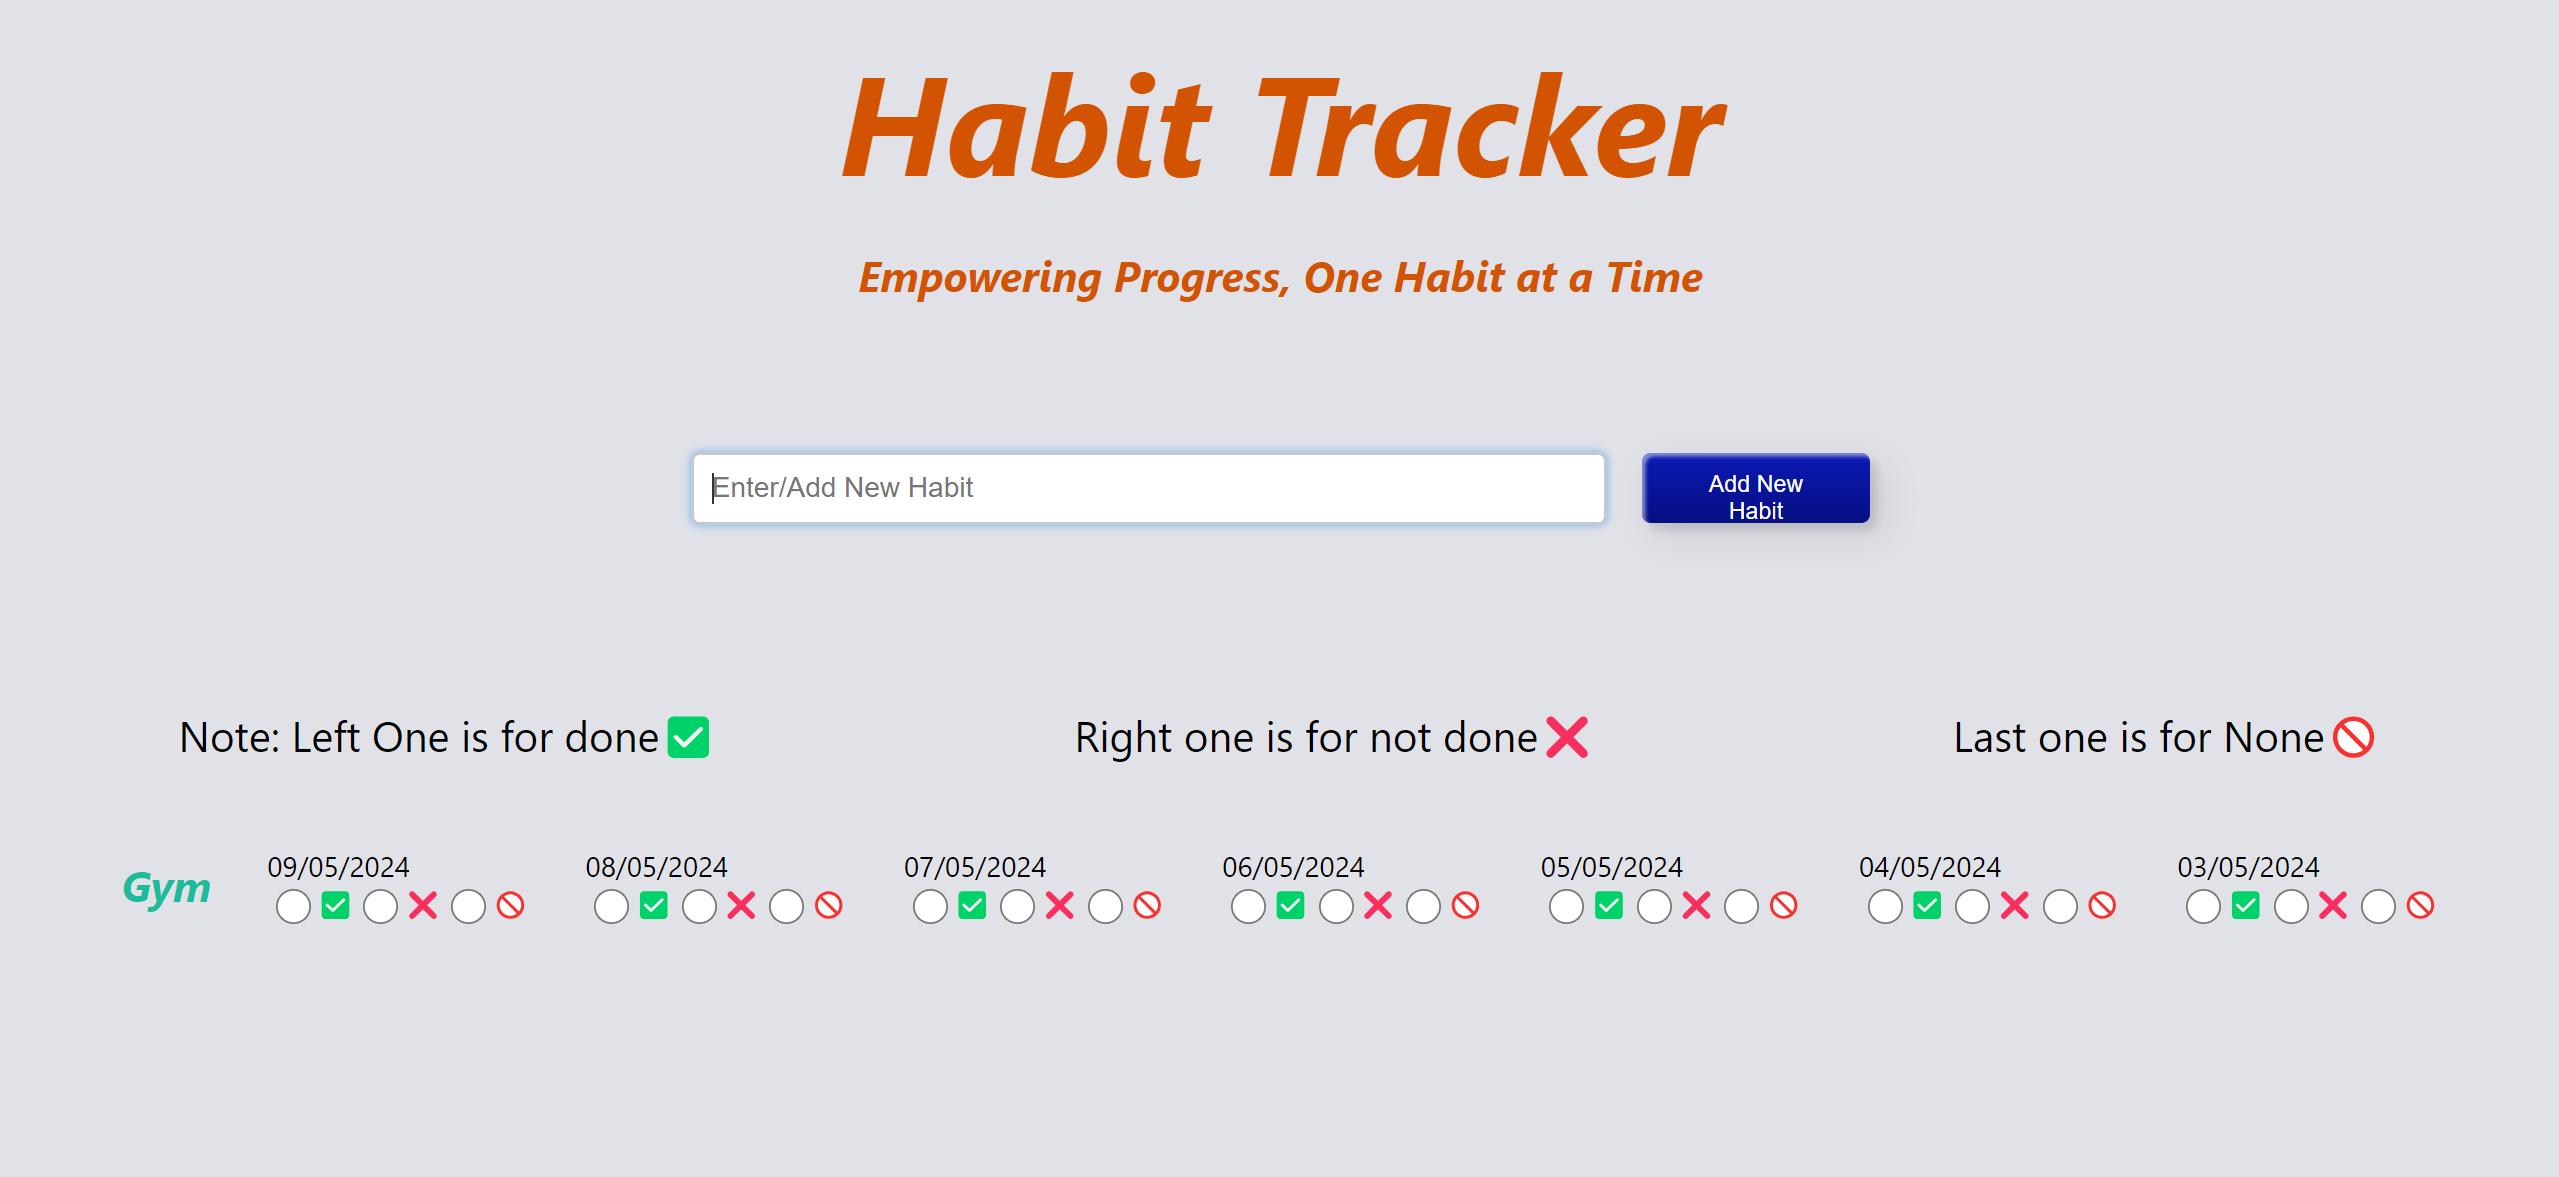 Habit Tracker
Empowering Progress, One Habit at a Time
Enter/Add New Habit
Add New
Habit
Note: Left One is for done✅ Right one is for not done❌ Last one is for None🚫
09/05/2024 08/05/2024 07/05/2024 06/05/2024 05/05/2024 04/05/2024 03/05/2024
Gym